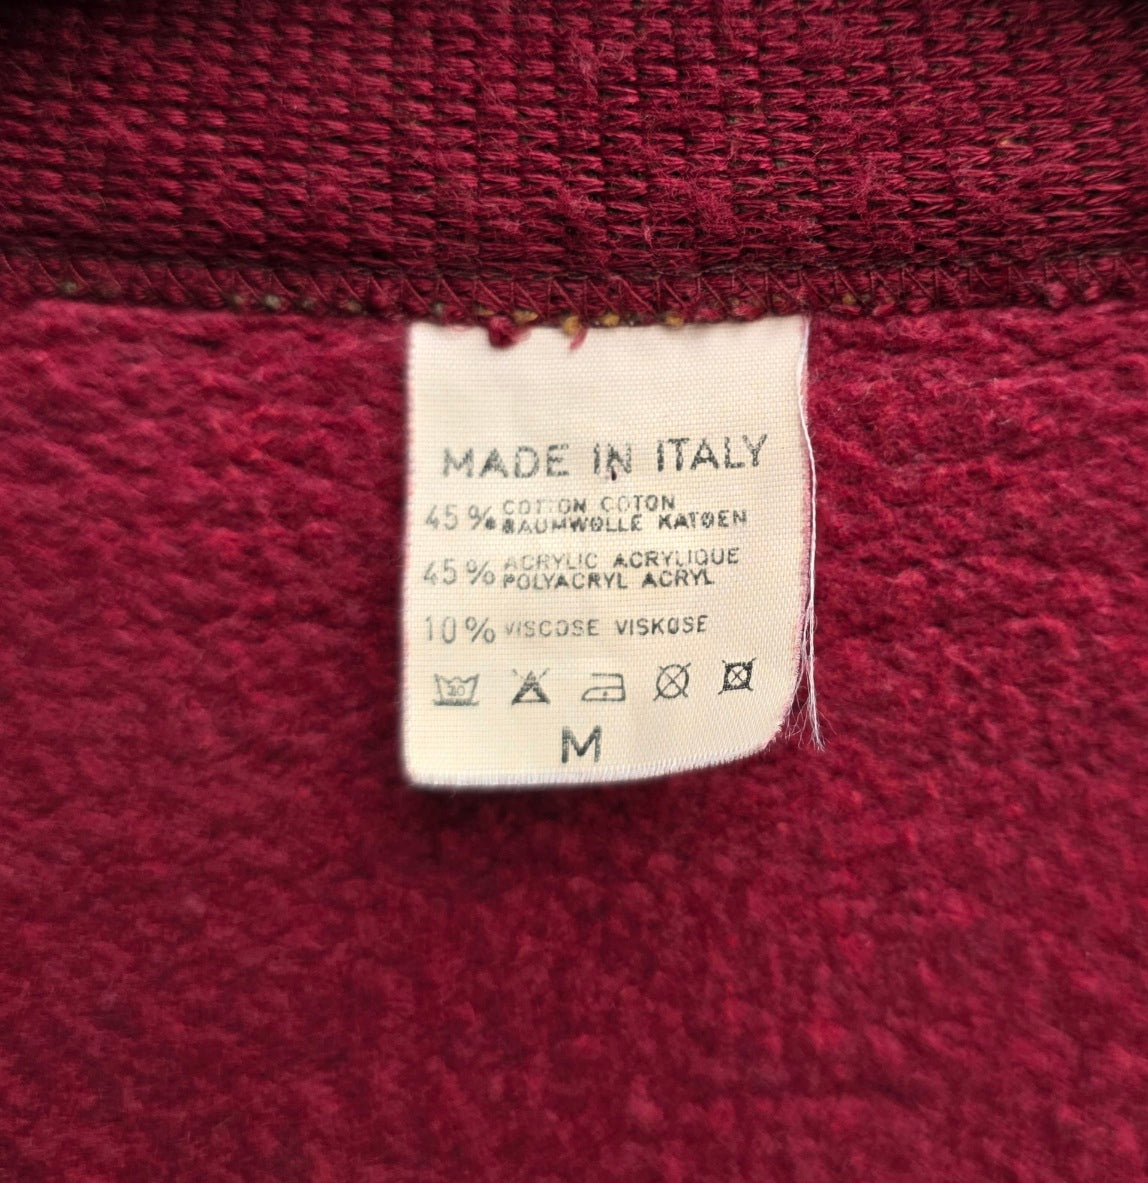 MADE IN ITALY
45% COTTON COTON
BAUMWOLLE KATOEN
45% ACRYLIC ACRYLIQUE
POLYACRYL ACRYL
10% VISCOSE VISKOSE
30
M